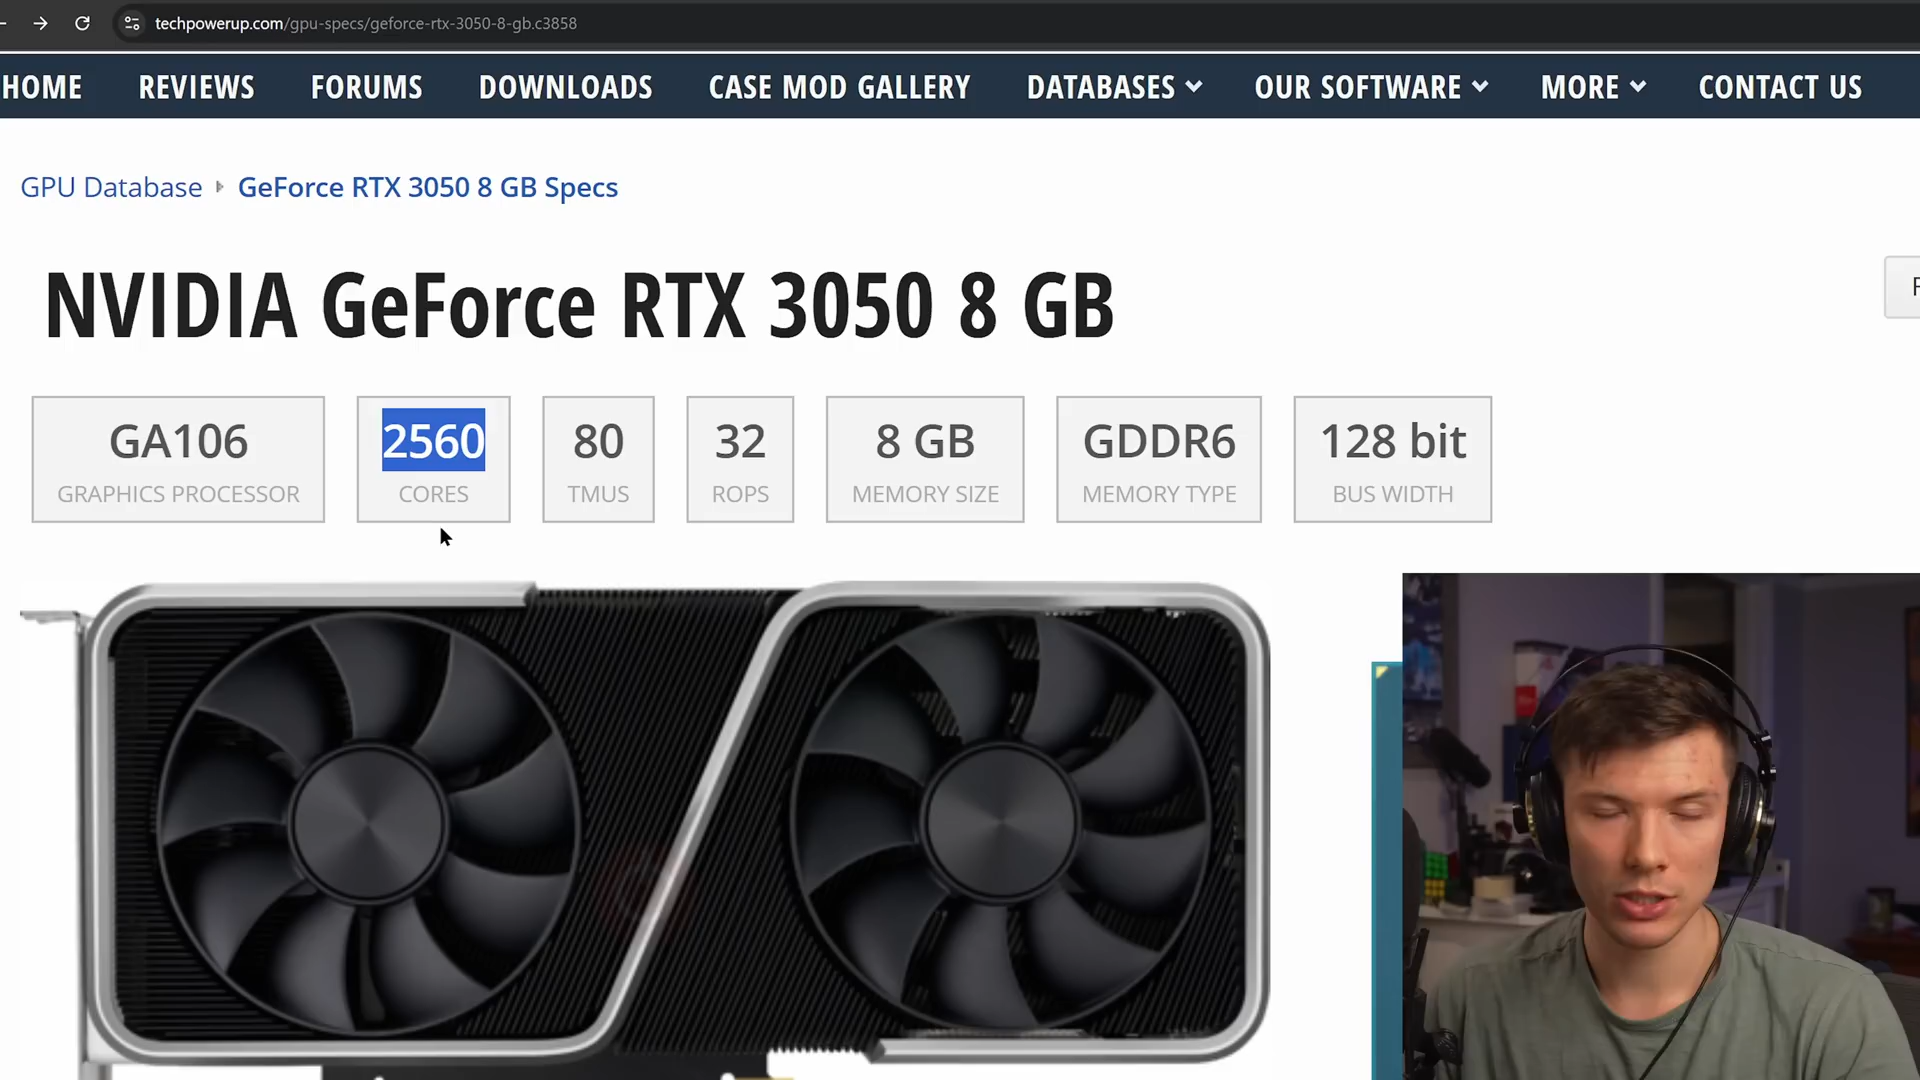 techpowerup.com/gpu-specs/geforce-rtx-3050-8-gb.c3858
HOME REVIEWS FORUMS DOWNLOADS CASE MOD GALLERY DATABASES OUR SOFTWARE MORE CONTACT US
GPU Database GeForce RTX 3050 8 GB Specs
NVIDIA GeForce RTX 3050 8 GB
GA106
GRAPHICS PROCESSOR
2560
CORES
80
TMUS
32
ROPS
8 GB
MEMORY SIZE
GDDR6
MEMORY TYPE
128 bit
BUS WIDTH